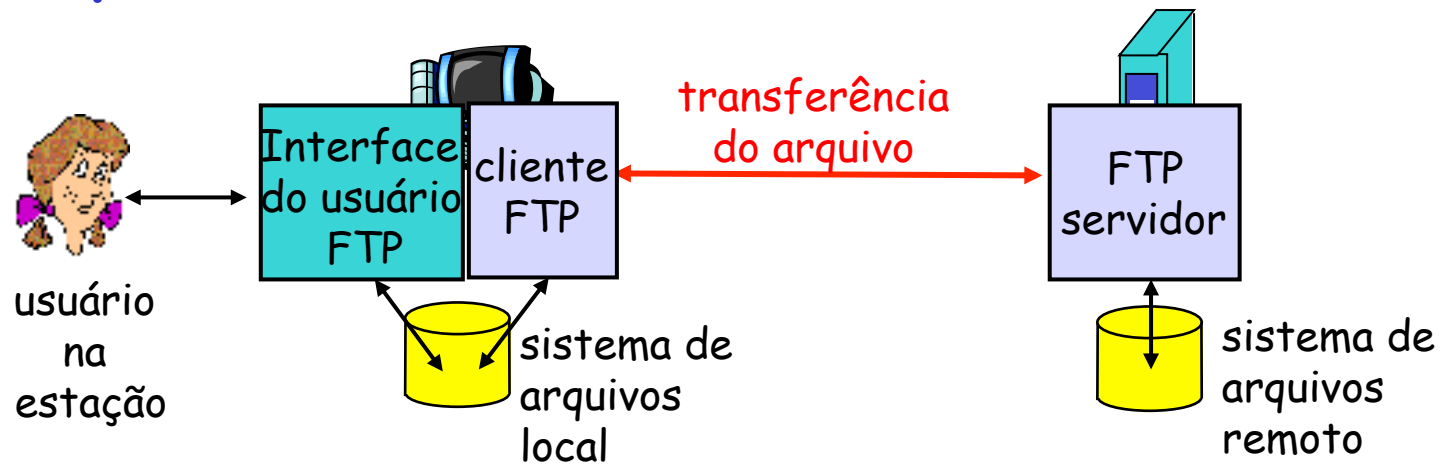 usuário
na
estação
Interface
do usuário
FTP
cliente
FTP
sistema de
arquivos
local
transferência
do arquivo
FTP
servidor
sistema de
arquivos
remoto